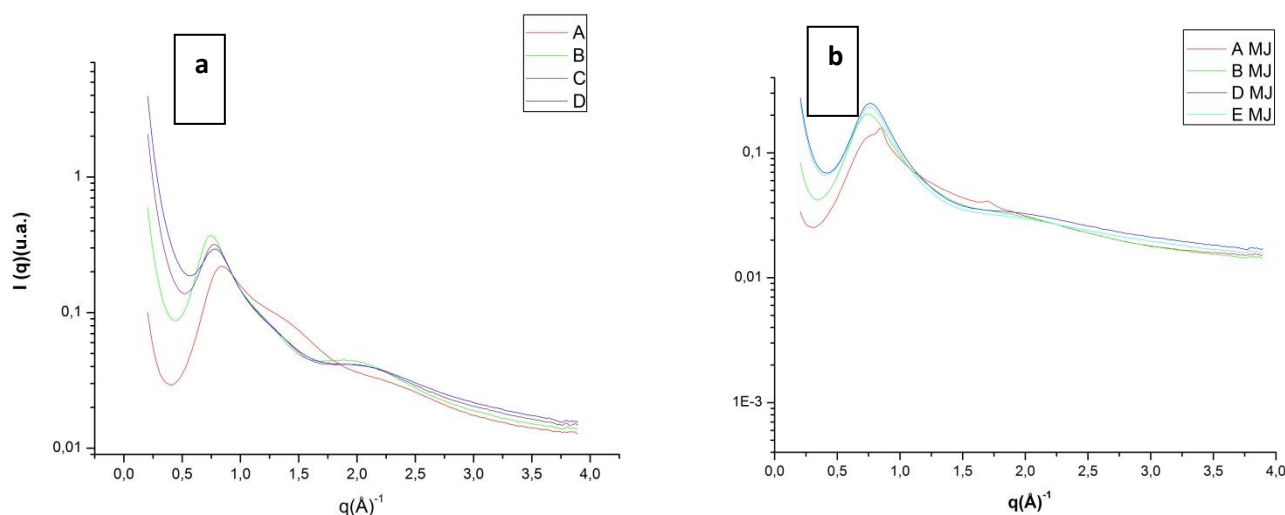 a
A
B
C
D
1
0,1
0,01
I (q)(u.a.)
0,0 0,5 1,0 1,5 2,0 2,5 3,0 3,5 4,0
q(Å)-1
b
A MJ
B MJ
D MJ
E MJ
0,1
0,01
1E-3
0,0 0,5 1,0 1,5 2,0 2,5 3,0 3,5 4,0
q(Å)-1